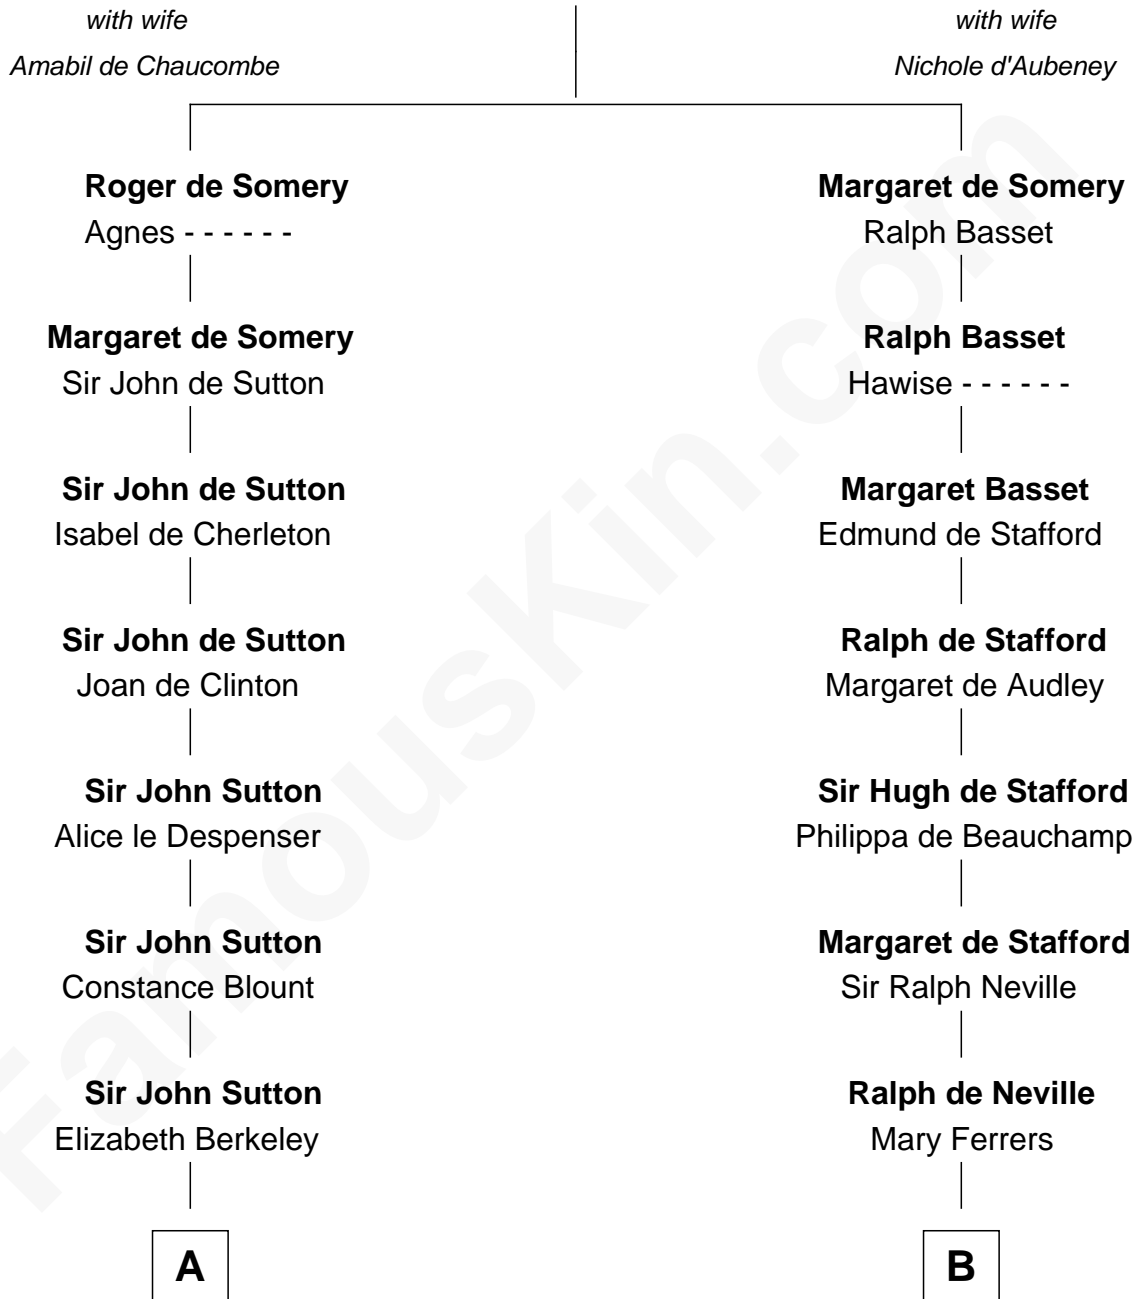 with wife
Amabil de Chaucombe
with wife
Nichole d'Aubeney
Roger de Somery
Agnes - - - - - -
Margaret de Somery
Ralph Basset
Margaret de Somery
Sir John de Sutton
Ralph Basset
Hawise - - - - - -
Sir John de Sutton
Isabel de Cherleton
Margaret Basset
Edmund de Stafford
Sir John de Sutton
Joan de Clinton
Ralph de Stafford
Margaret de Audley
Sir John Sutton
Alice le Despenser
Sir Hugh de Stafford
Philippa de Beauchamp
Sir John Sutton
Constance Blount
Margaret de Stafford
Sir Ralph Neville
Sir John Sutton
Elizabeth Berkeley
Ralph de Neville
Mary Ferrers
A
B
FamousKin.com